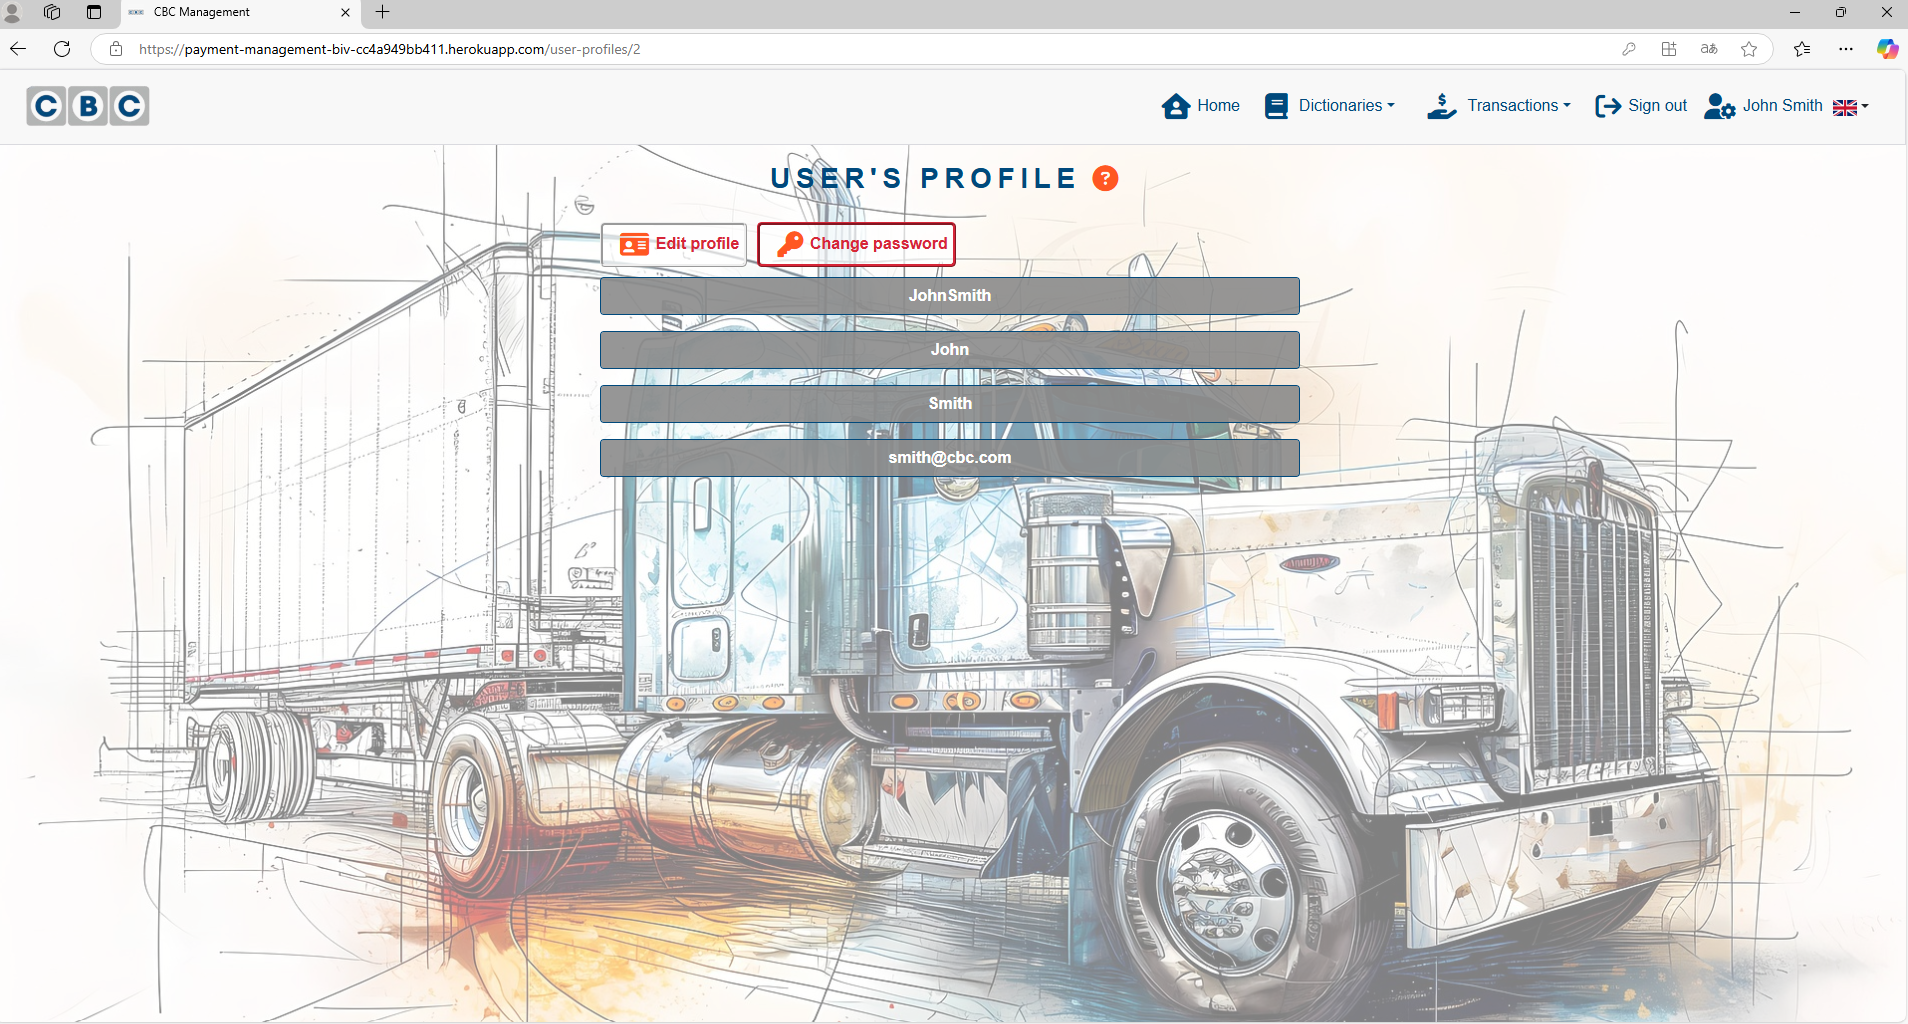 CBC Management
https://payment-management-biv-cc4a949bb411.herokuapp.com/user-profiles/2
CBC
Home
Dictionaries
Transactions
Sign out
John Smith
USER'S PROFILE ?
Edit profile
Change password
JohnSmith
John
Smith
smith@cbc.com